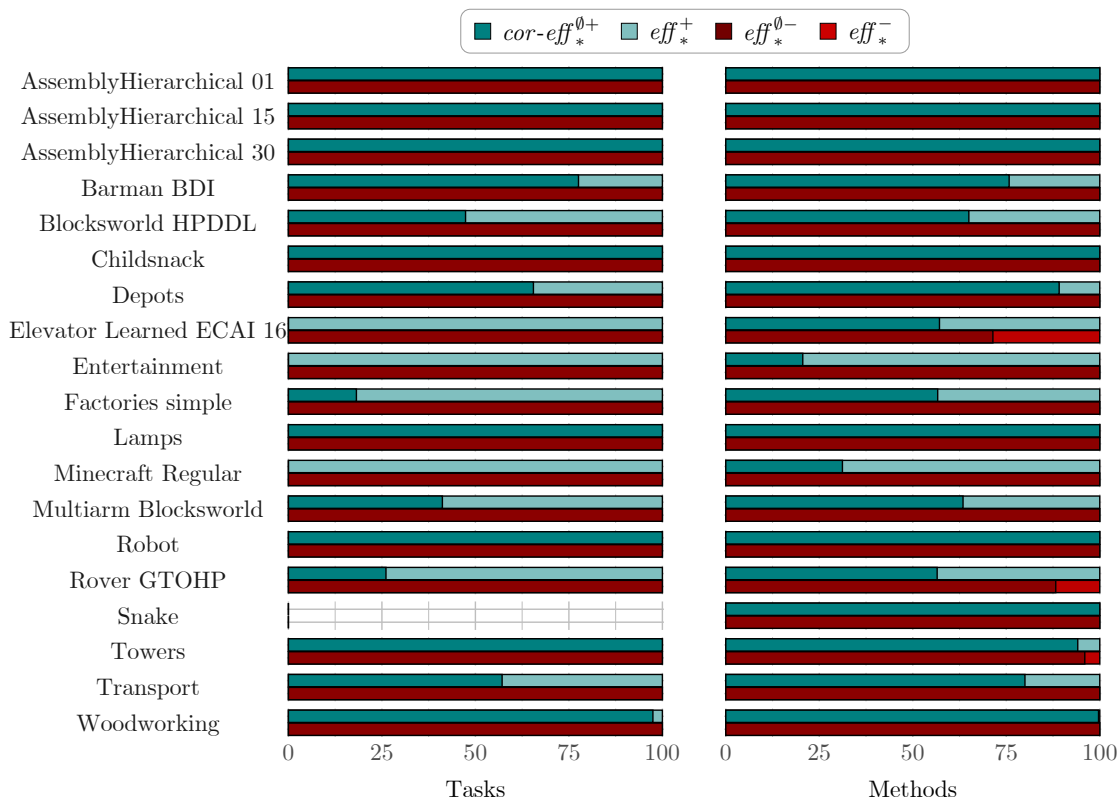 cor-eff∗∅+ eff∗+ eff∗∅− eff∗−
AssemblyHierarchical 01
AssemblyHierarchical 15
AssemblyHierarchical 30
Barman BDI
Blocksworld HPDDL
Childsnack
Depots
Elevator Learned ECAI 16
Entertainment
Factories simple
Lamps
Minecraft Regular
Multiarm Blocksworld
Robot
Rover GTOHP
Snake
Towers
Transport
Woodworking
0 25 50 75 100 0 25 50 75 100
Tasks Methods